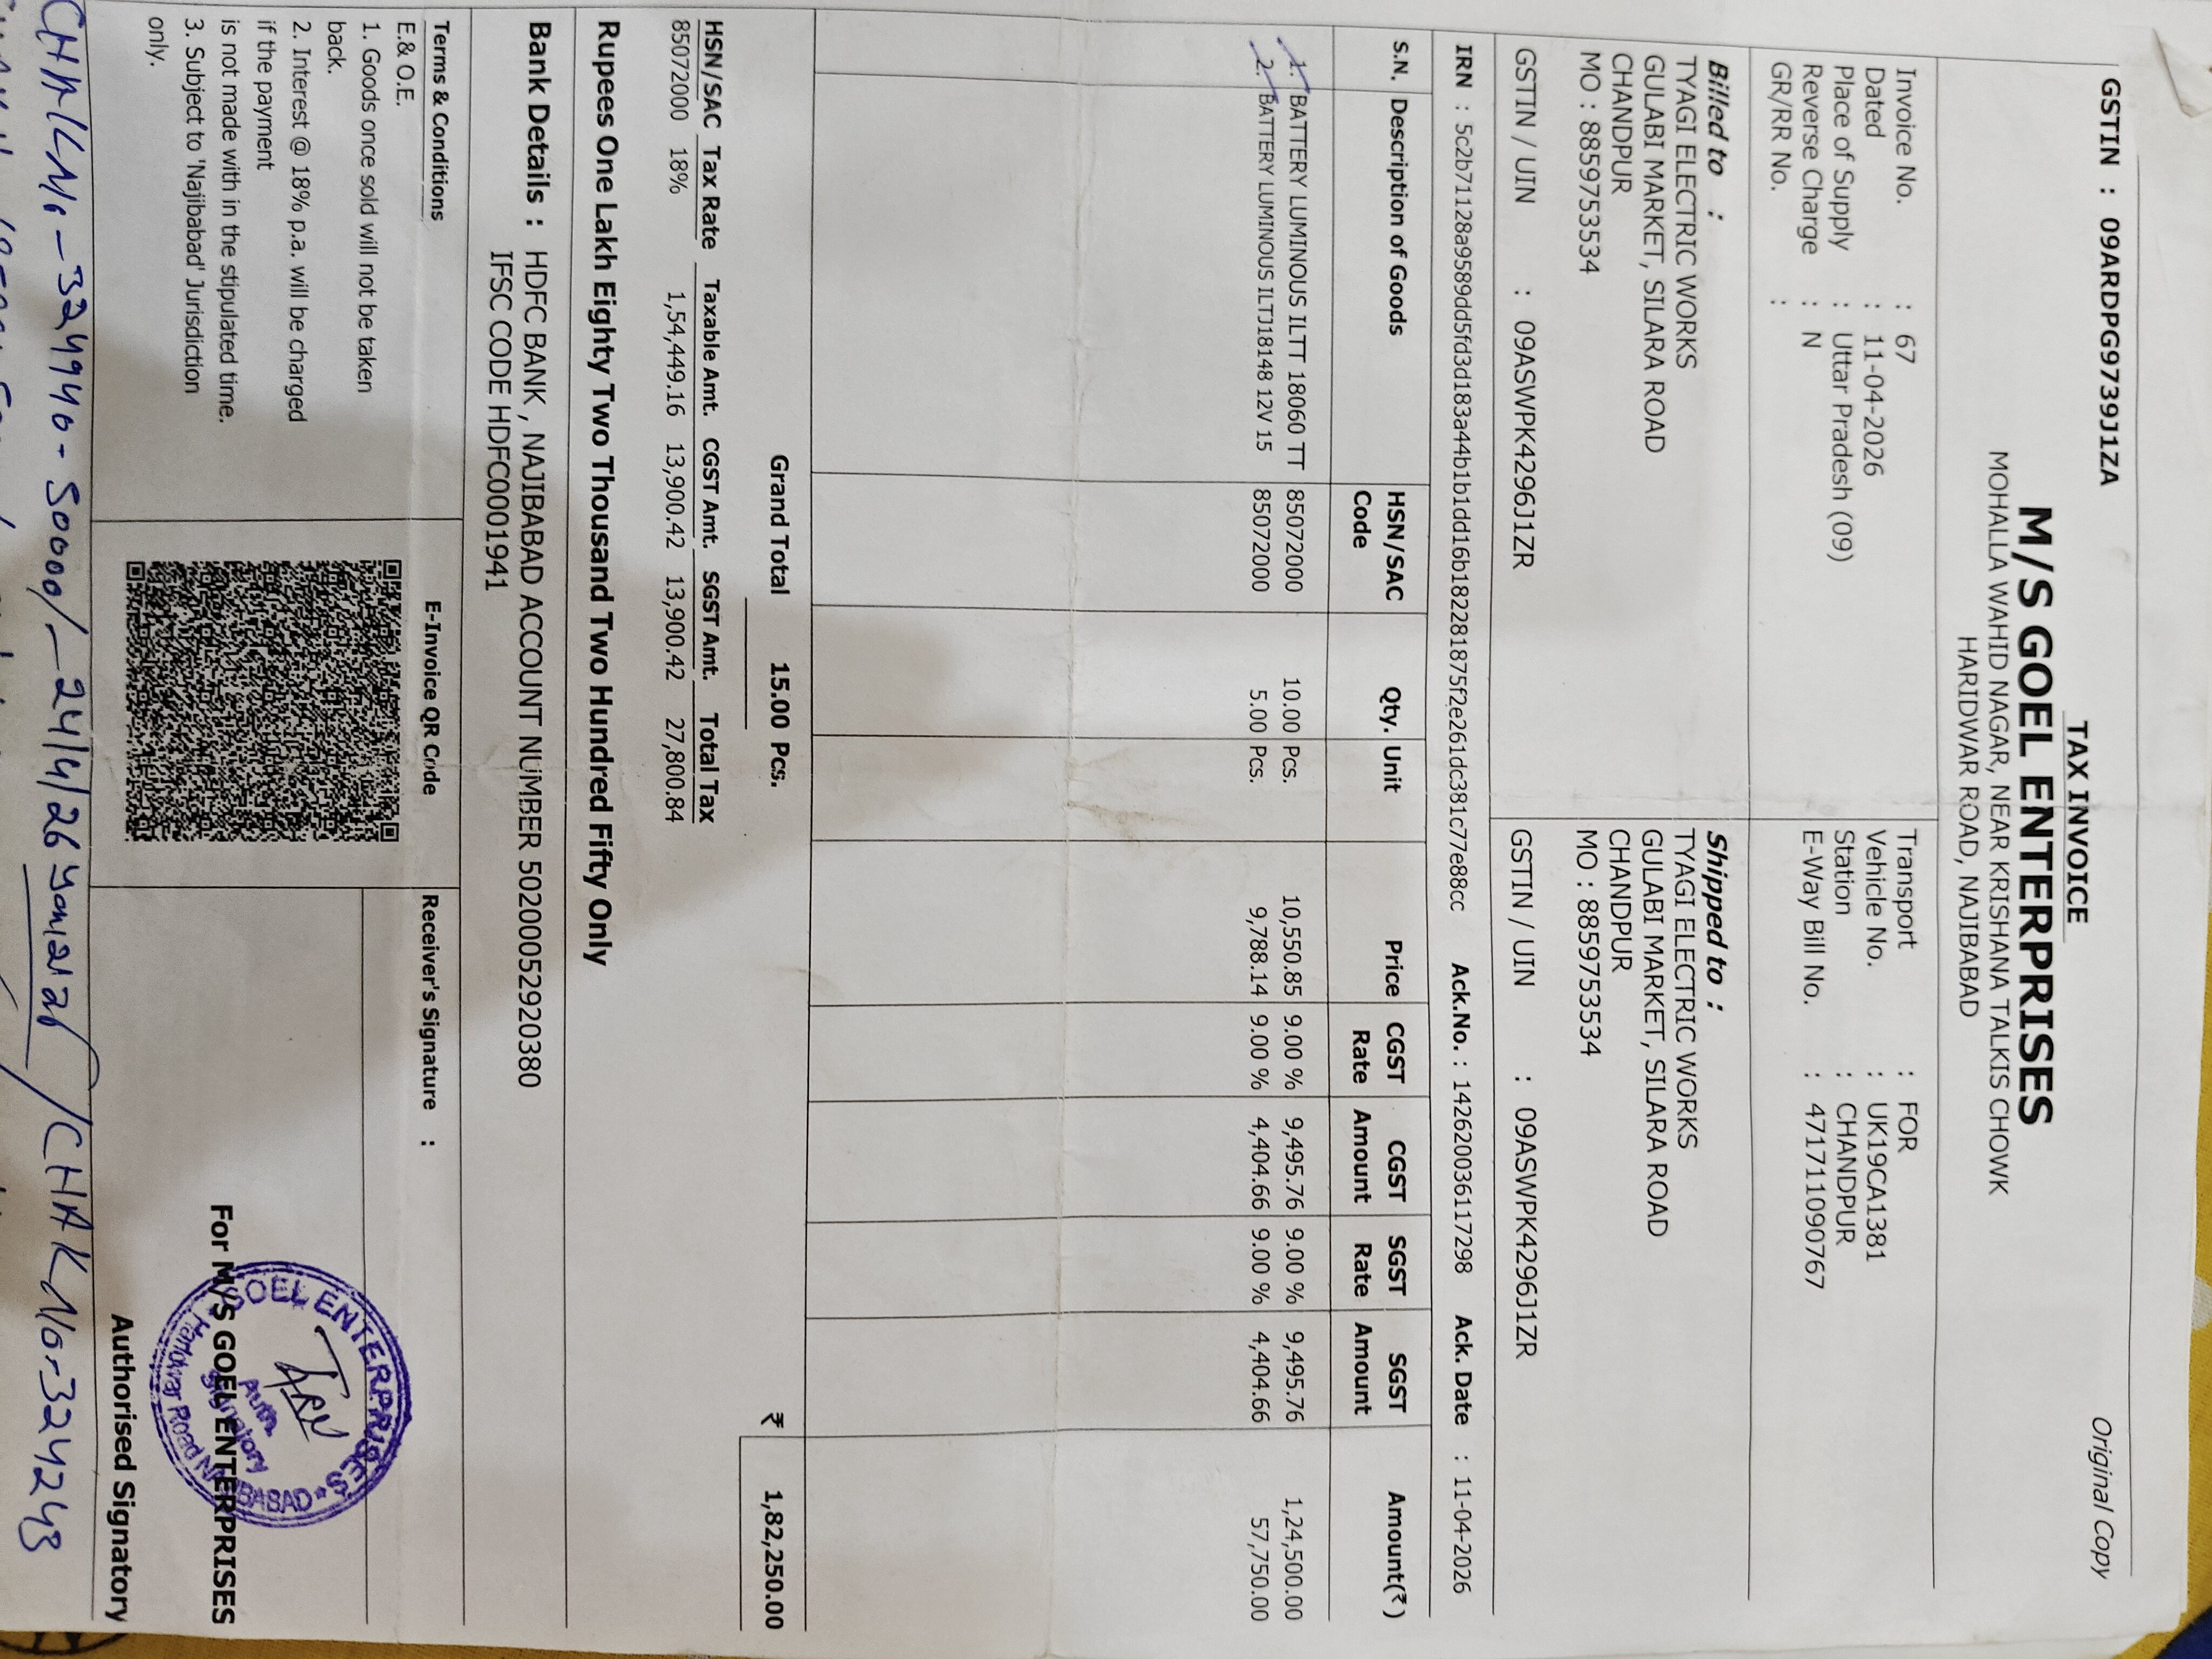 GSTIN : 09ARDPG9739J1ZA
Original Copy
TAX INVOICE
M/S GOEL ENTERPRISES
MOHALLA WAHID NAGAR, NEAR KRISHANA TALKIS CHOWK
HARIDWAR ROAD, NAJIBABAD
Invoice No. : 67
Dated : 11-04-2026
Place of Supply : Uttar Pradesh (09)
Reverse Charge : N
GR/RR No. :
Transport : FOR
Vehicle No. : UK19CA1381
Station : CHANDPUR
E-Way Bill No. : 471711090767
Billed to :
TYAGI ELECTRIC WORKS
GULABI MARKET, SILARA ROAD
CHANDPUR
MO : 8859753534
GSTIN / UIN : 09ASWPK4296J1ZR
Shipped to :
TYAGI ELECTRIC WORKS
GULABI MARKET, SILARA ROAD
CHANDPUR
MO : 8859753534
GSTIN / UIN : 09ASWPK4296J1ZR
IRN : 5c2b71128a9589dd5fd3d183a44b1b1dd16b182281875f2e261dc381c77e88cc Ack.No. : 142620036117298 Ack. Date : 11-04-2026
S.N. Description of Goods HSN/SAC Code Qty. Unit Price CGST Rate CGST Amount SGST Rate SGST Amount Amount(₹)
1. BATTERY LUMINOUS ILTT 18060 TT 85072000 10.00 Pcs. 10,550.85 9.00 % 9,495.76 9.00 % 9,495.76 1,24,500.00
2. BATTERY LUMINOUS ILTJ18148 12V 15 85072000 5.00 Pcs. 9,788.14 9.00 % 4,404.66 9.00 % 4,404.66 57,750.00
Grand Total 15.00 Pcs. ₹ 1,82,250.00
HSN/SAC Tax Rate Taxable Amt. CGST Amt. SGST Amt. Total Tax
85072000 18% 1,54,449.16 13,900.42 13,900.42 27,800.84
Rupees One Lakh Eighty Two Thousand Two Hundred Fifty Only
Bank Details : HDFC BANK , NAJIBABAD ACCOUNT NUMBER 50200052920380
IFSC CODE HDFC0001941
Terms & Conditions
E.& O.E.
1. Goods once sold will not be taken
back.
2. Interest @ 18% p.a. will be charged
if the payment
is not made with in the stipulated time.
3. Subject to 'Najibabad' Jurisdiction
only.
E-Invoice QR Code
Receiver's Signature :
For M/S GOEL ENTERPRISES
GOEL ENTERPRISES
Auth. Signatory
Haridwar Road NAJIBABAD
Authorised Signatory
324940 - 50000/- 24/4/26
324243